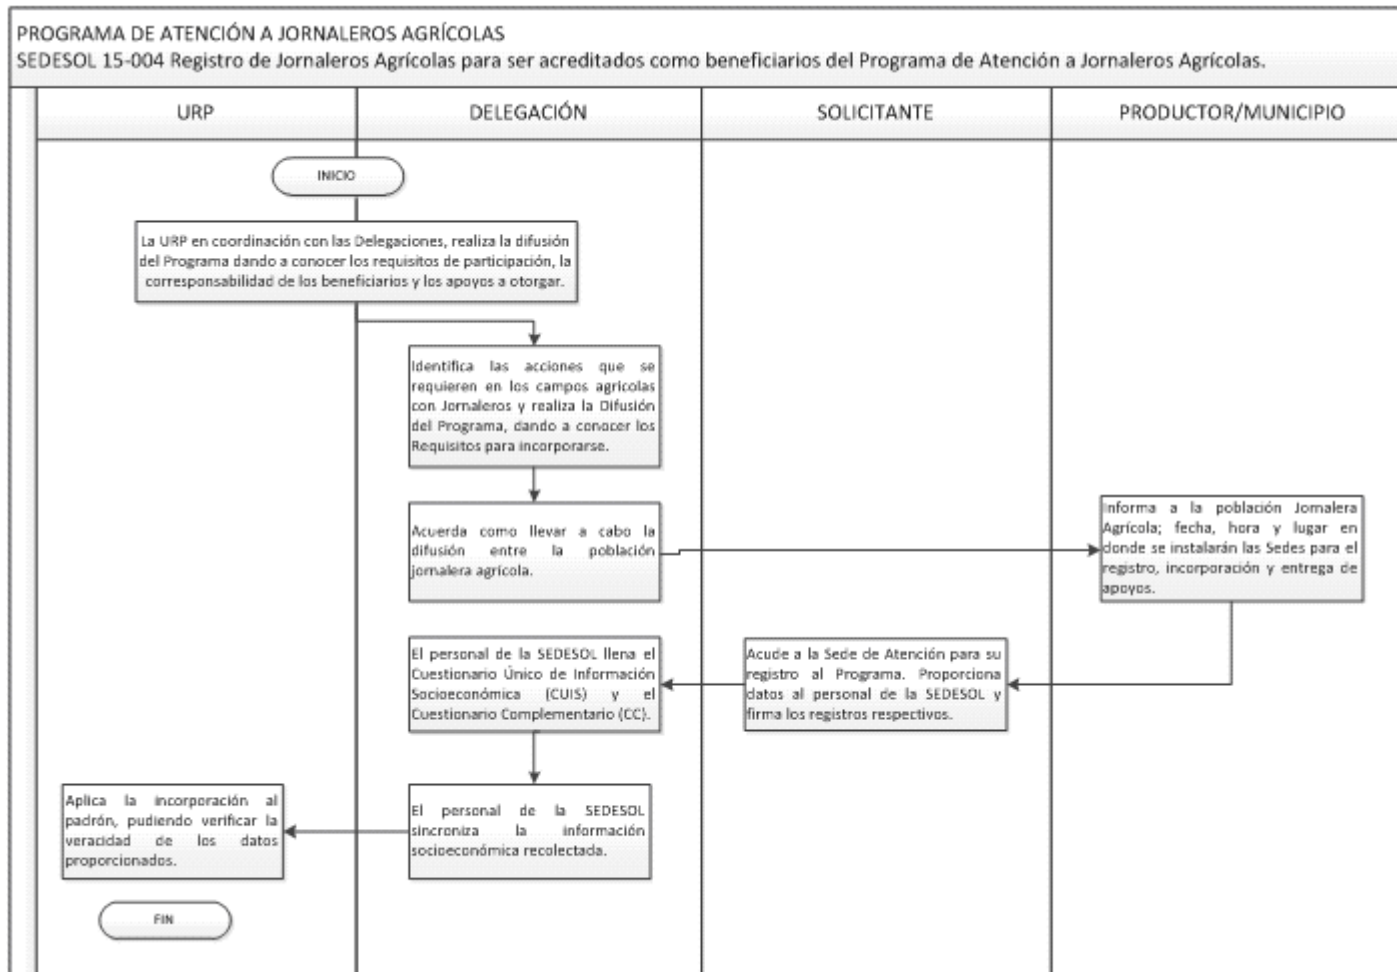 PROGRAMA DE ATENCIÓN A JORNALEROS AGRÍCOLAS
SEDESOL 15-004 Registro de Jornaleros Agrícolas para ser acreditados como beneficiarios del Programa de Atención a Jornaleros Agrícolas.
URP
DELEGACIÓN
SOLICITANTE
PRODUCTOR/MUNICIPIO
INICIO
La URP en coordinación con las Delegaciones, realiza la difusión
del Programa dando a conocer los requisitos de participación, la
corresponsabilidad de los beneficiarios y los apoyos a otorgar.
Identifica las acciones que se
requieren en los campos agrícolas
con Jornaleros y realiza la Difusión
del Programa, dando a conocer los
Requisitos para incorporarse.
Acuerda como llevar a cabo la
difusión entre la población
jornalera agrícola.
Informa a la población Jornalera
Agrícola; fecha, hora y lugar en
donde se instalarán las Sedes para el
registro, incorporación y entrega de
apoyos.
Acude a la Sede de Atención para su
registro al Programa. Proporciona
datos al personal de la SEDESOL y
firma los registros respectivos.
El personal de la SEDESOL llena el
Cuestionario Único de Información
Socioeconómica (CUIS) y el
Cuestionario Complementario (CC).
El personal de la SEDESOL
sincroniza la información
socioeconómica recolectada.
Aplica la incorporación al
padrón, pudiendo verificar la
veracidad de los datos
proporcionados.
FIN